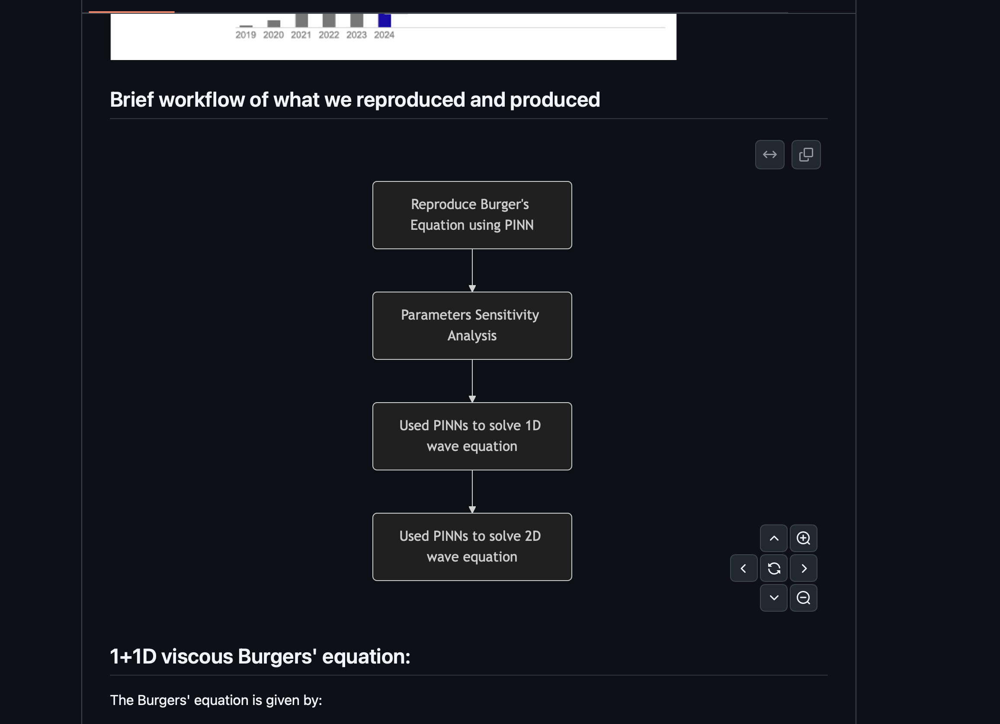 2019 2020 2021 2022 2023 2024
Brief workflow of what we reproduced and produced
Reproduce Burger's
Equation using PINN
Parameters Sensitivity
Analysis
Used PINNs to solve 1D
wave equation
Used PINNs to solve 2D
wave equation
1+1D viscous Burgers' equation:
The Burgers' equation is given by: